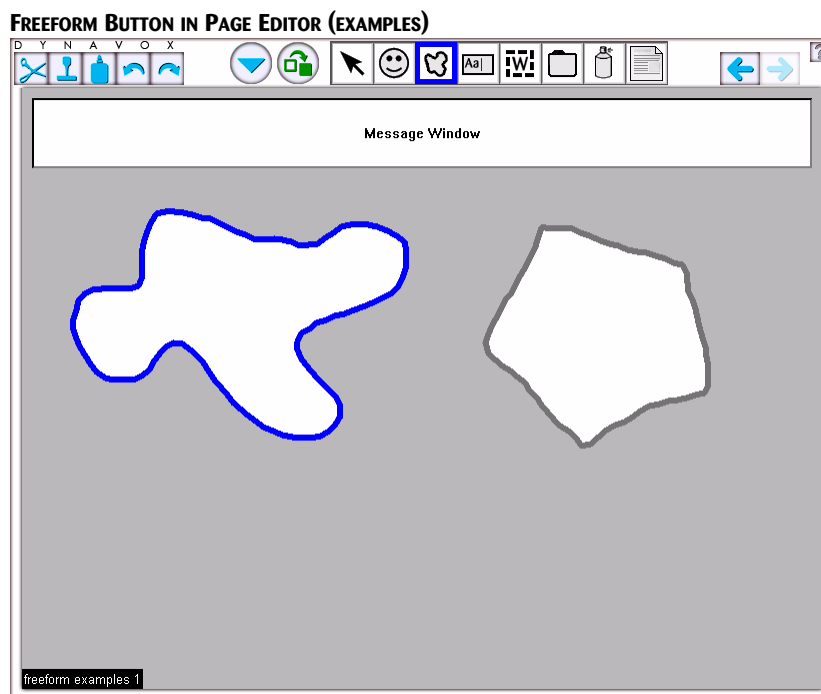 FREEFORM BUTTON IN PAGE EDITOR (EXAMPLES)
D Y N A V O X
Aa
W
?
Message Window
freeform examples 1